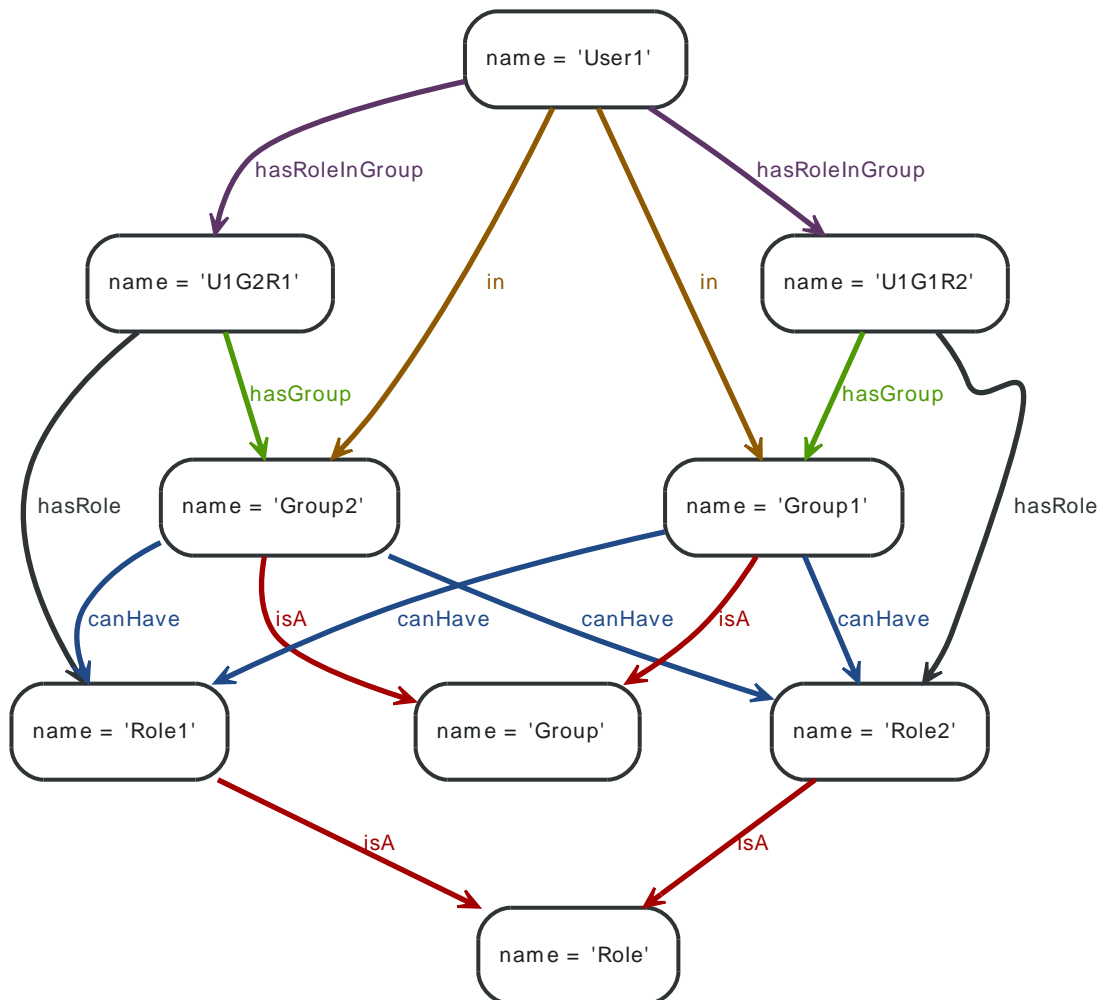 name = 'User1'
hasRoleInGroup
hasRoleInGroup
name = 'U1G2R1'
in
in
name = 'U1G1R2'
hasGroup
hasGroup
hasRole
name = 'Group2'
name = 'Group1'
hasRole
canHave
isA
canHave
canHave
isA
canHave
name = 'Role1'
name = 'Group'
name = 'Role2'
isA
isA
name = 'Role'